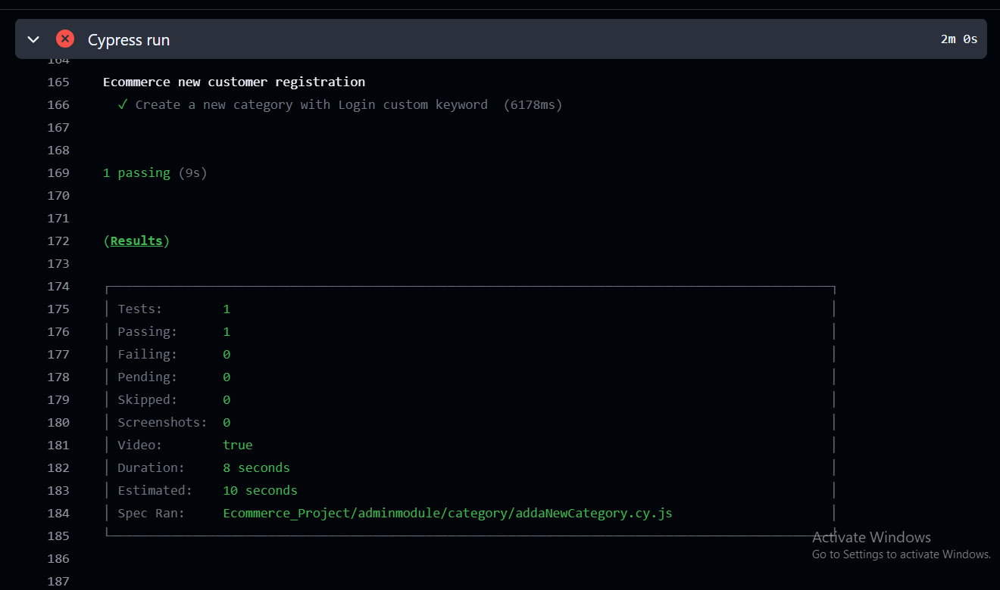 Cypress run 2m 0s
164
165 Ecommerce new customer registration
166 ✓ Create a new category with Login custom keyword (6178ms)
167
168
169 1 passing (9s)
170
171
172 (Results)
173
174
175 Tests: 1
176 Passing: 1
177 Failing: 0
178 Pending: 0
179 Skipped: 0
180 Screenshots: 0
181 Video: true
182 Duration: 8 seconds
183 Estimated: 10 seconds
184 Spec Ran: Ecommerce_Project/adminmodule/category/addaNewCategory.cy.js
185
Activate Windows
Go to Settings to activate Windows.
186
187